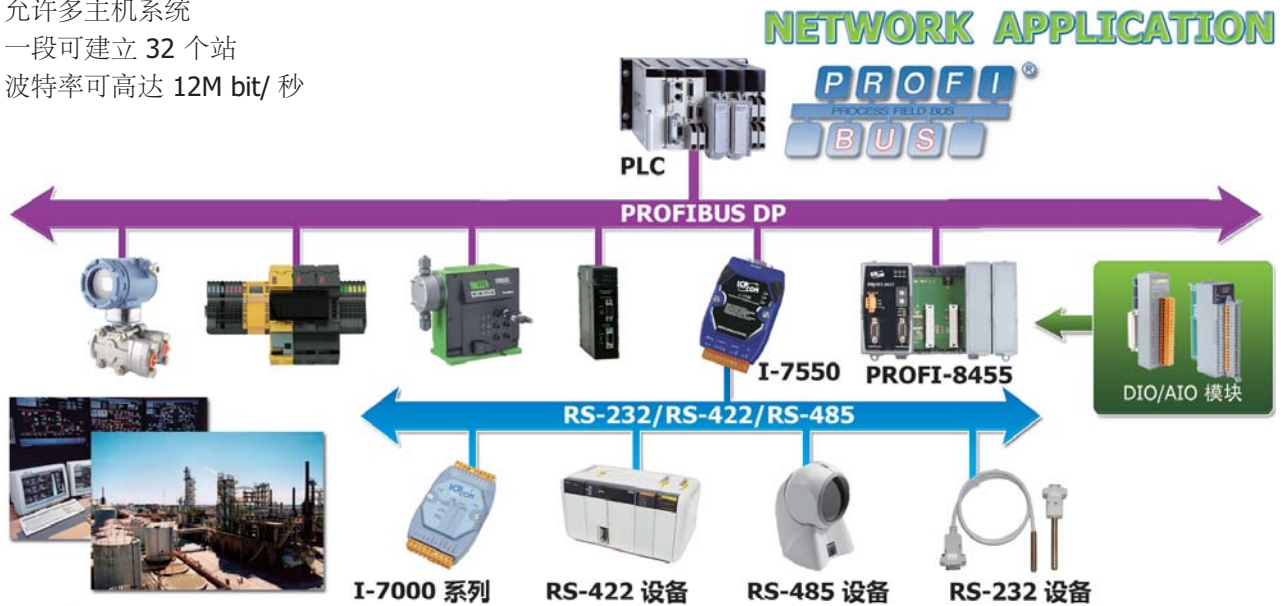 允许多主机系统
一段可建立 32 个站
波特率可高达 12M bit/ 秒
NETWORK APPLICATION
PROFI®
PROCESS FIELD BUS
BUS
PLC
PROFIBUS DP
I-7550
PROFI-8455
DIO/AIO 模块
RS-232/RS-422/RS-485
I-7000 系列
RS-422 设备
RS-485 设备
RS-232 设备